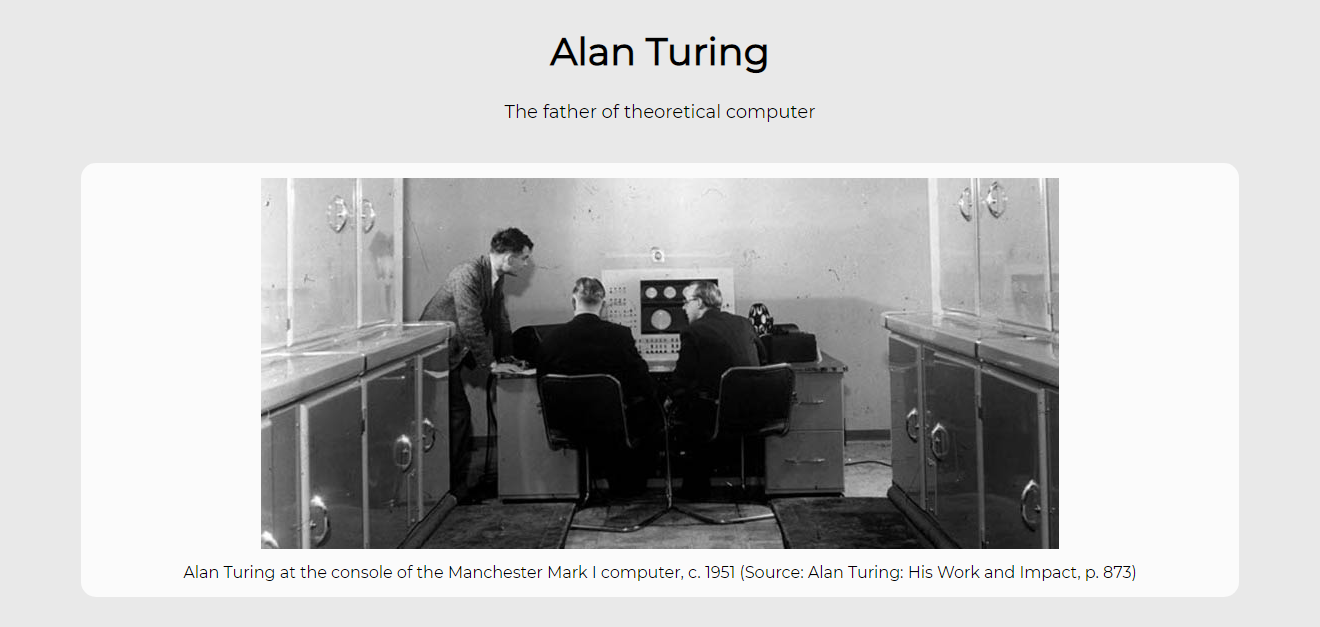 Alan Turing
The father of theoretical computer
Alan Turing at the console of the Manchester Mark I computer, c. 1951 (Source: Alan Turing: His Work and Impact, p. 873)